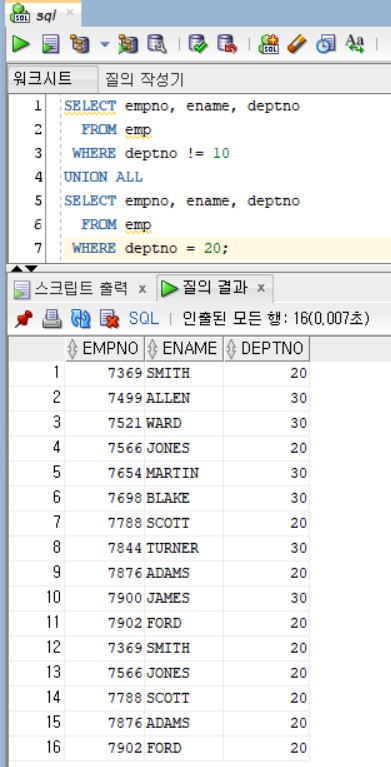 sql
워크시트 질의 작성기
1 SELECT empno, ename, deptno
2 FROM emp
3 WHERE deptno != 10
4 UNION ALL
5 SELECT empno, ename, deptno
6 FROM emp
7 WHERE deptno = 20;
스크립트 출력 x 질의 결과 x
SQL | 인출된 모든 행: 16(0,007초)
EMPNO ENAME DEPTNO
1 7369 SMITH 20
2 7499 ALLEN 30
3 7521 WARD 30
4 7566 JONES 20
5 7654 MARTIN 30
6 7698 BLAKE 30
7 7788 SCOTT 20
8 7844 TURNER 30
9 7876 ADAMS 20
10 7900 JAMES 30
11 7902 FORD 20
12 7369 SMITH 20
13 7566 JONES 20
14 7788 SCOTT 20
15 7876 ADAMS 20
16 7902 FORD 20